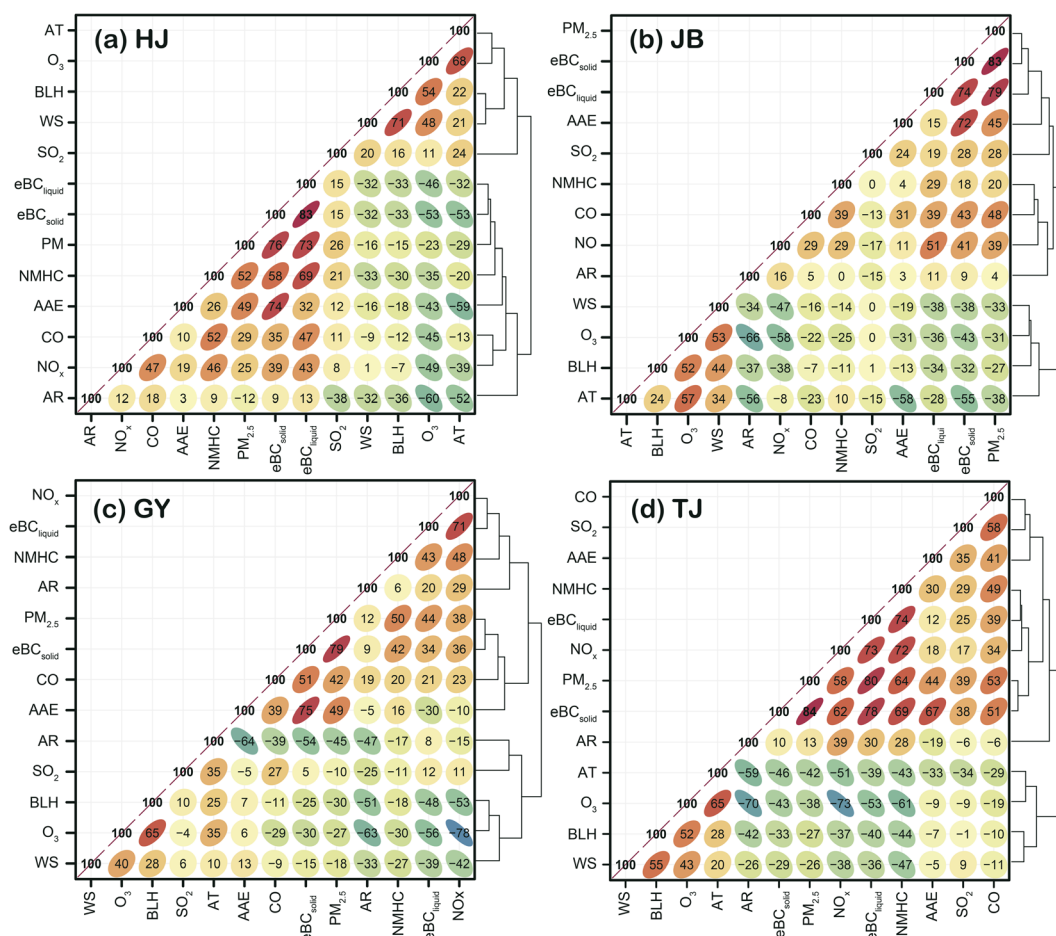 (a) HJ
AT 100
O3 100 68
BLH 100 54 22
WS 100 71 48 21
SO2 100 20 16 11 24
eBCliquid 100 15 −32 −33 −46 −32
eBCsolid 100 83 15 −32 −33 −53 −53
PM 100 76 73 26 −16 −15 −23 −29
NMHC 100 52 58 69 21 −33 −30 −35 −20
AAE 100 26 49 74 32 12 −16 −18 −43 −59
CO 100 10 52 29 35 47 11 −9 −12 −45 −13
NOx 100 47 19 46 25 39 43 8 1 −7 −49 −39
AR 100 12 18 3 9 −12 9 13 −38 −32 −36 −60 −52
AR NOx CO AAE NMHC PM2.5 eBCsolid eBCliquid SO2 WS BLH O3 AT
(b) JB
PM2.5 100
eBCsolid 100 83
eBCliquid 100 74 79
AAE 100 15 72 45
SO2 100 24 19 28 28
NMHC 100 0 4 29 18 20
CO 100 39 −13 31 39 43 48
NO 100 29 29 −17 11 51 41 39
AR 100 16 5 0 −15 3 11 9 4
WS 100 −34 −47 −16 −14 0 −19 −38 −38 −33
O3 100 53 −66 −58 −22 −25 0 −31 −36 −43 −31
BLH 100 52 44 −37 −38 −7 −11 1 −13 −34 −32 −27
AT 100 24 57 34 −56 −8 −23 10 −15 −58 −28 −55 −38
AT BLH O3 WS AR NOx CO NMHC SO2 AAE eBCliqui eBCsolid PM2.5
(c) GY
NOx 100
eBCliquid 100 71
NMHC 100 43 48
AR 100 6 20 29
PM2.5 100 12 50 44 38
eBCsolid 100 79 9 42 34 36
CO 100 51 42 19 20 21 23
AAE 100 39 75 49 −5 16 −30 −10
AR 100 −64 −39 −54 −45 −47 −17 8 −15
SO2 100 35 −5 27 5 −10 −25 −11 12 11
BLH 100 10 25 7 −11 −25 −30 −51 −18 −48 −53
O3 100 65 −4 35 6 −29 −30 −27 −63 −30 −56 −78
WS 100 40 28 6 10 13 −9 −15 −18 −33 −27 −39 −42
WS O3 BLH SO2 AT AAE CO eBCsolid PM2.5 AR NMHC eBCliquid NOx
(d) TJ
CO 100
SO2 100 58
AAE 100 35 41
NMHC 100 30 29 49
eBCliquid 100 74 12 25 39
NOx 100 73 72 18 17 34
PM2.5 100 58 80 64 44 39 53
eBCsolid 100 84 62 78 69 67 38 51
AR 100 10 13 39 30 28 −19 −6 −6
AT 100 −59 −46 −42 −51 −39 −43 −33 −34 −29
O3 100 65 −70 −43 −38 −73 −53 −61 −9 −9 −19
BLH 100 52 28 −42 −33 −27 −51 −40 −44 −7 −1 −10
WS 100 55 43 20 −26 −29 −26 −38 −36 −47 −5 9 −11
WS BLH O3 AT AR eBCsolid PM2.5 NOx eBCliquid NMHC AAE SO2 CO